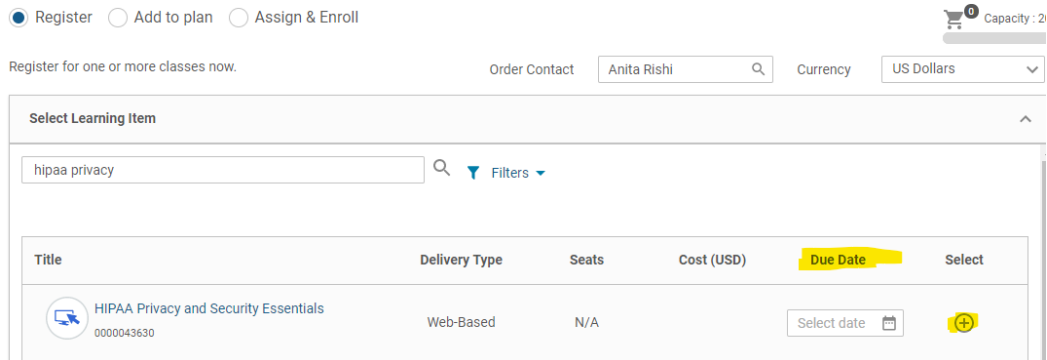 Register Add to plan Assign & Enroll
0 Capacity : 20
Register for one or more classes now. Order Contact Anita Rishi Currency US Dollars
Select Learning Item
hipaa privacy Filters
Title Delivery Type Seats Cost (USD) Due Date Select
HIPAA Privacy and Security Essentials
0000043630
Web-Based N/A Select date